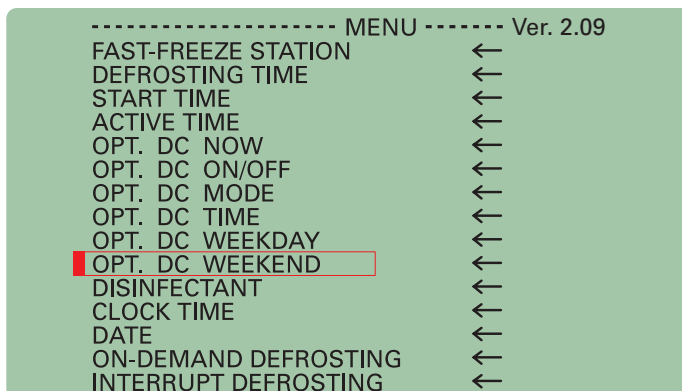 -------------------- MENU ------- Ver. 2.09
FAST-FREEZE STATION ←
DEFROSTING TIME ←
START TIME ←
ACTIVE TIME ←
OPT. DC NOW ←
OPT. DC ON/OFF ←
OPT. DC MODE ←
OPT. DC TIME ←
OPT. DC WEEKDAY ←
OPT. DC WEEKEND ←
DISINFECTANT ←
CLOCK TIME ←
DATE ←
ON-DEMAND DEFROSTING ←
INTERRUPT DEFROSTING ←